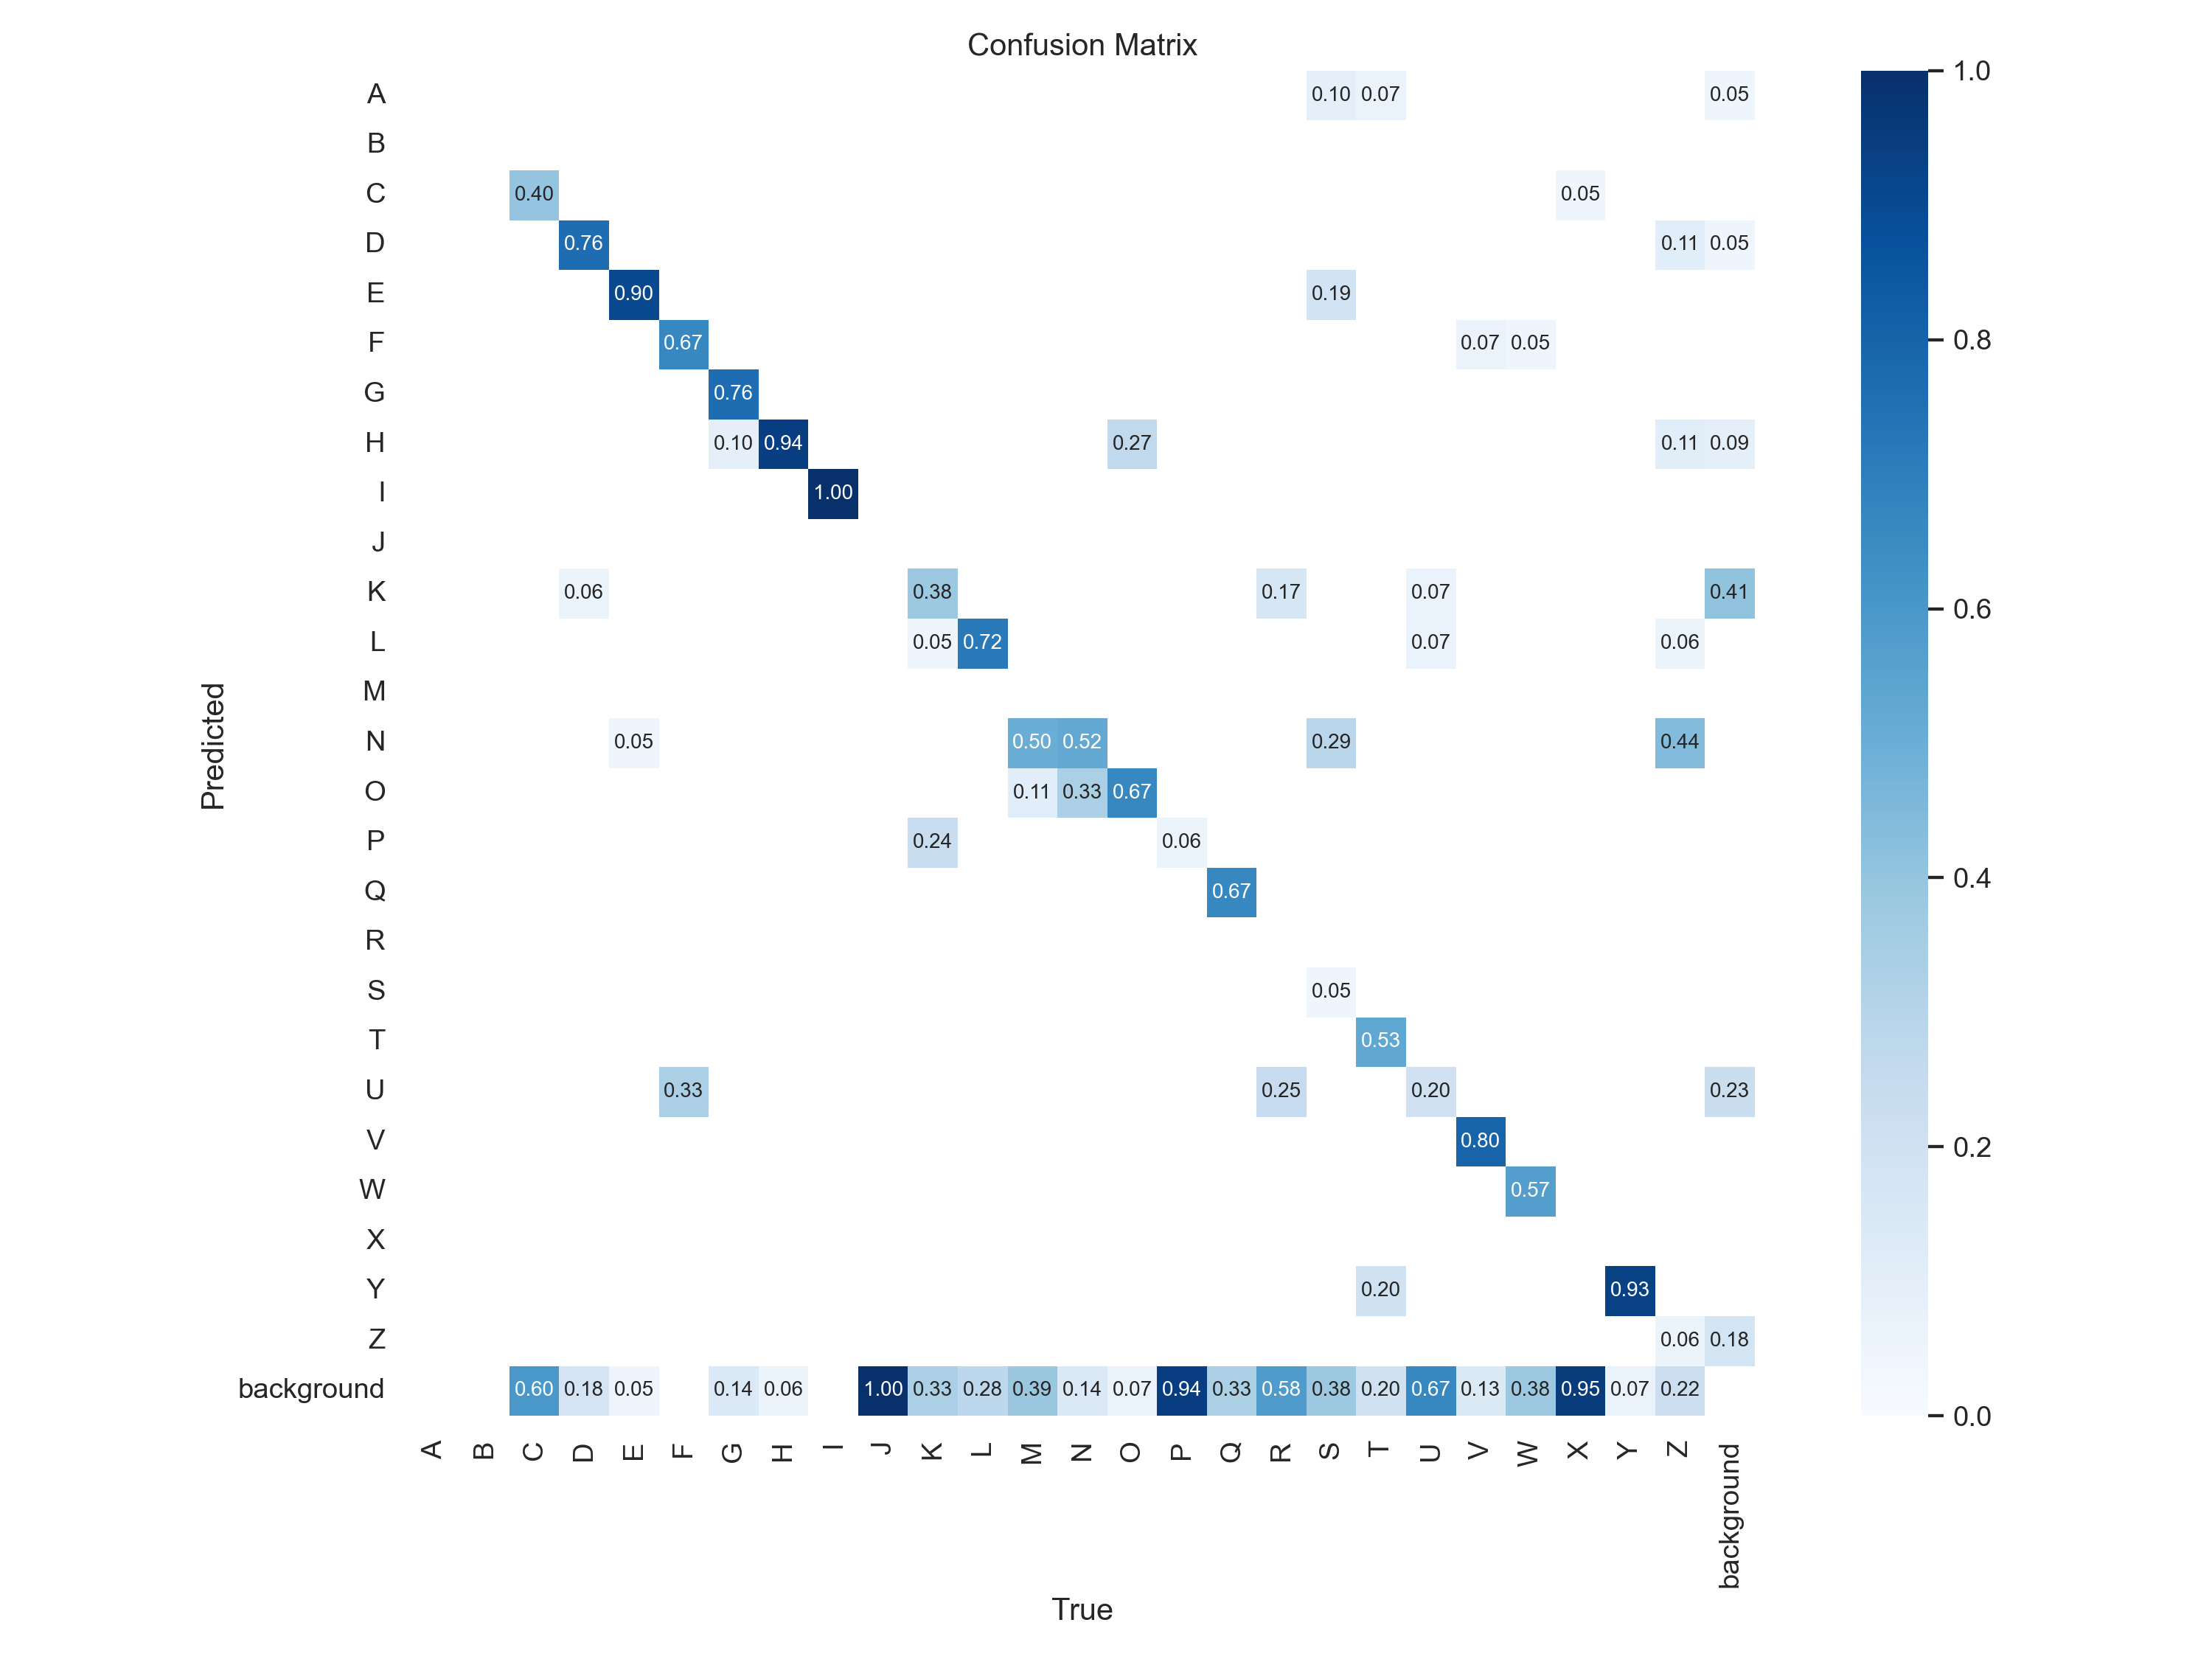 Confusion Matrix
A 0.10 0.07 0.05 1.0
B
C 0.40 0.05
D 0.76 0.11 0.05
E 0.90 0.19
F 0.67 0.07 0.05 0.8
G 0.76
H 0.10 0.94 0.27 0.11 0.09
I 1.00
J
K 0.06 0.38 0.17 0.07 0.41 0.6
L 0.05 0.72 0.07 0.06
M
N 0.05 0.50 0.52 0.29 0.44
O 0.11 0.33 0.67
P 0.24 0.06
Q 0.67 0.4
R
S 0.05
T 0.53
U 0.33 0.25 0.20 0.23
V 0.80 0.2
W 0.57
X
Y 0.20 0.93
Z 0.06 0.18
background 0.60 0.18 0.05 0.14 0.06 1.00 0.33 0.28 0.39 0.14 0.07 0.94 0.33 0.58 0.38 0.20 0.67 0.13 0.38 0.95 0.07 0.22 0.0
Predicted
A B C D E F G H I J K L M N O P Q R S T U V W X Y Z background
True